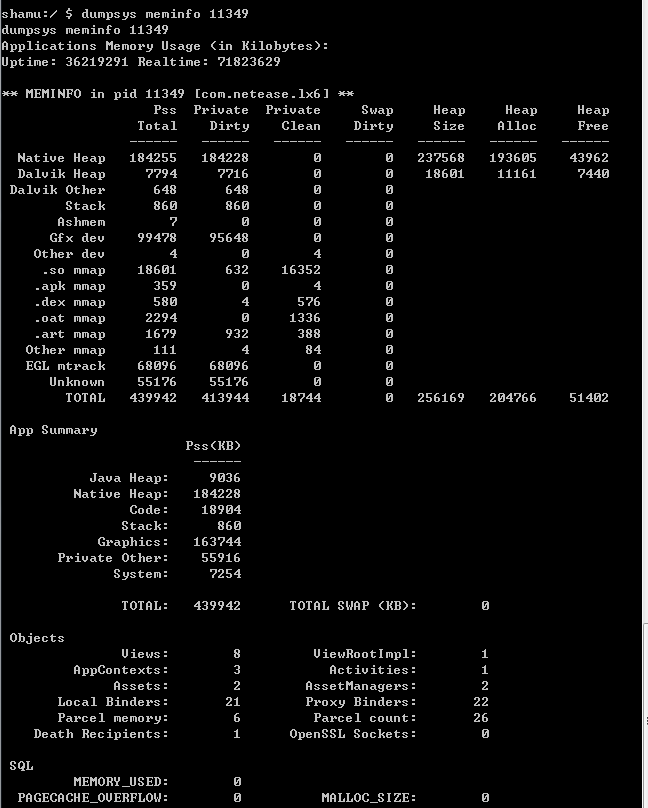 shamu:/ $ dumpsys meminfo 11349
dumpsys meminfo 11349
Applications Memory Usage (in Kilobytes):
Uptime: 36219291 Realtime: 71823629
** MEMINFO in pid 11349 [com.netease.lx6] **
Pss Private Private Swap Heap Heap Heap
Total Dirty Clean Dirty Size Alloc Free
------ ------ ------ ------ ------ ------ ------
Native Heap 184255 184228 0 0 237568 193605 43962
Dalvik Heap 7794 7716 0 0 18601 11161 7440
Dalvik Other 648 648 0 0
Stack 860 860 0 0
Ashmem 7 0 0 0
Gfx dev 99478 95648 0 0
Other dev 4 0 4 0
.so mmap 18601 632 16352 0
.apk mmap 359 0 4 0
.dex mmap 580 4 576 0
.oat mmap 2294 0 1336 0
.art mmap 1679 932 388 0
Other mmap 111 4 84 0
EGL mtrack 68096 68096 0 0
Unknown 55176 55176 0 0
TOTAL 439942 413944 18744 0 256169 204766 51402
App Summary
Pss(KB)
------
Java Heap: 9036
Native Heap: 184228
Code: 18904
Stack: 860
Graphics: 163744
Private Other: 55916
System: 7254
TOTAL: 439942 TOTAL SWAP (KB): 0
Objects
Views: 8 ViewRootImpl: 1
AppContexts: 3 Activities: 1
Assets: 2 AssetManagers: 2
Local Binders: 21 Proxy Binders: 22
Parcel memory: 6 Parcel count: 26
Death Recipients: 1 OpenSSL Sockets: 0
SQL
MEMORY_USED: 0
PAGECACHE_OVERFLOW: 0 MALLOC_SIZE: 0